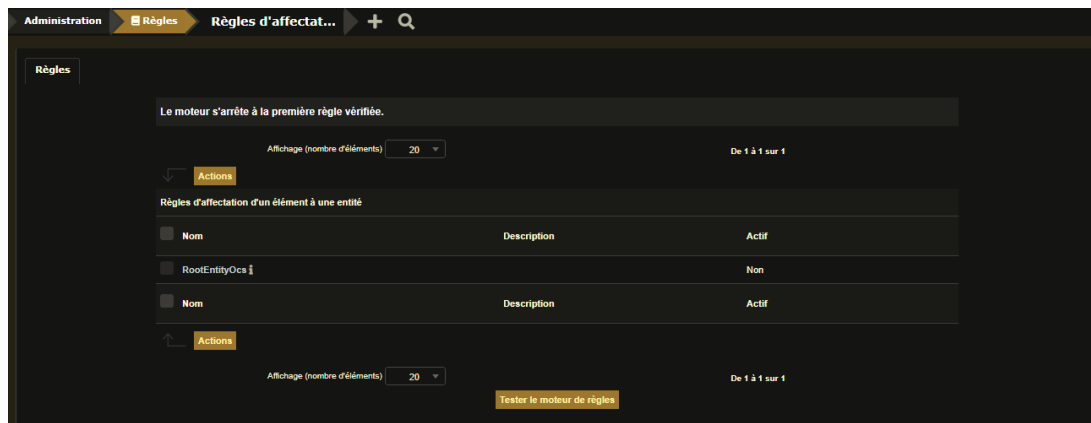 Administration Règles Règles d'affectat...
Règles
Le moteur s'arrête à la première règle vérifiée.
Affichage (nombre d'éléments) 20 De 1 à 1 sur 1
Actions
Règles d'affectation d'un élément à une entité
Nom Description Actif
RootEntityOcs Non
Nom Description Actif
Actions
Affichage (nombre d'éléments) 20 De 1 à 1 sur 1
Tester le moteur de règles